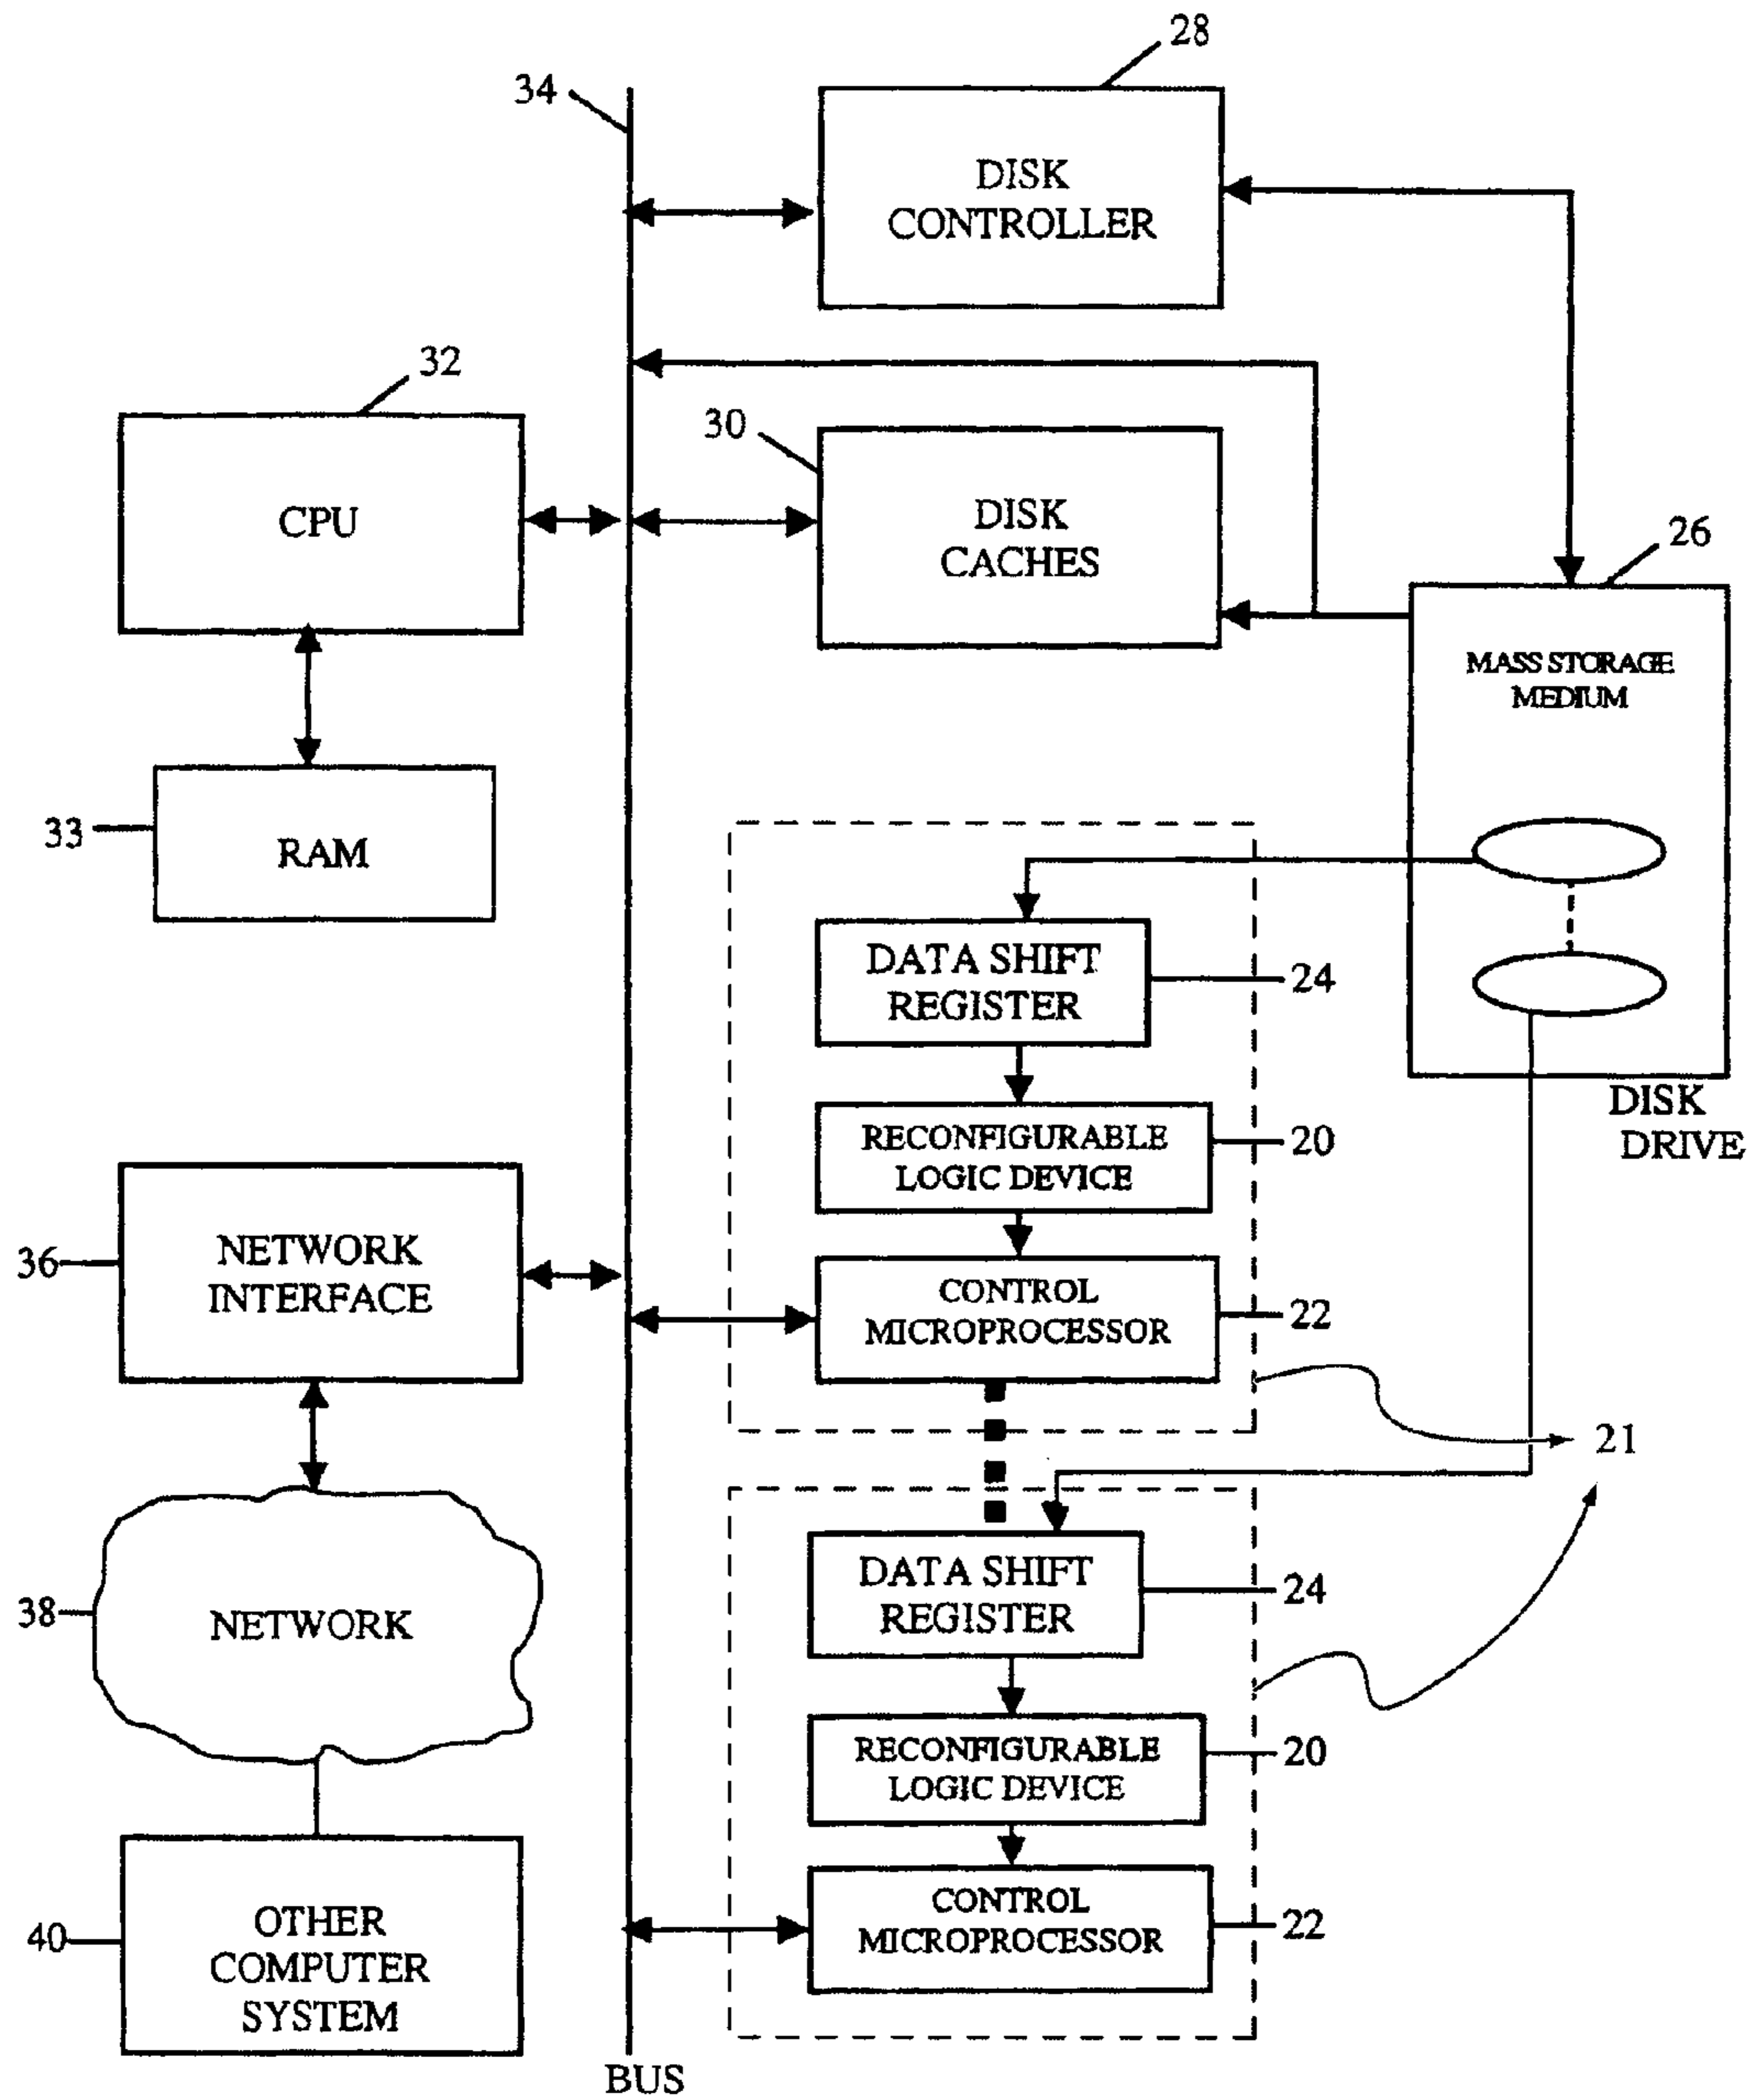 28
34
DISK
CONTROLLER
32
30
CPU
DISK
CACHES
26
MASS STORAGE
MEDIUM
33
RAM
DATA SHIFT
REGISTER
24
DISK
DRIVE
RECONFIGURABLE
LOGIC DEVICE
20
36
NETWORK
INTERFACE
CONTROL
MICROPROCESSOR
22
21
DATA SHIFT
REGISTER
24
38
NETWORK
RECONFIGURABLE
LOGIC DEVICE
20
40
OTHER
COMPUTER
SYSTEM
CONTROL
MICROPROCESSOR
22
BUS